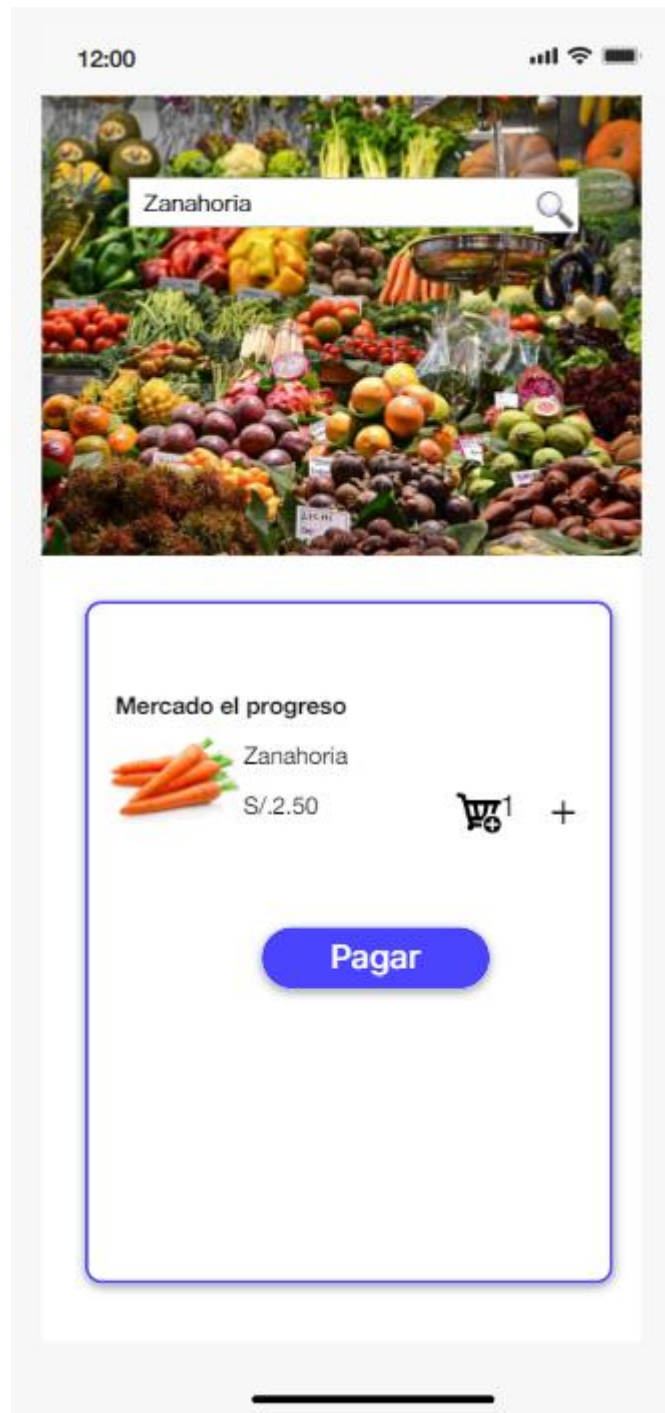 12:00
Zanahoria
Mercado el progreso
Zanahoria
S/.2.50
1 +
Pagar